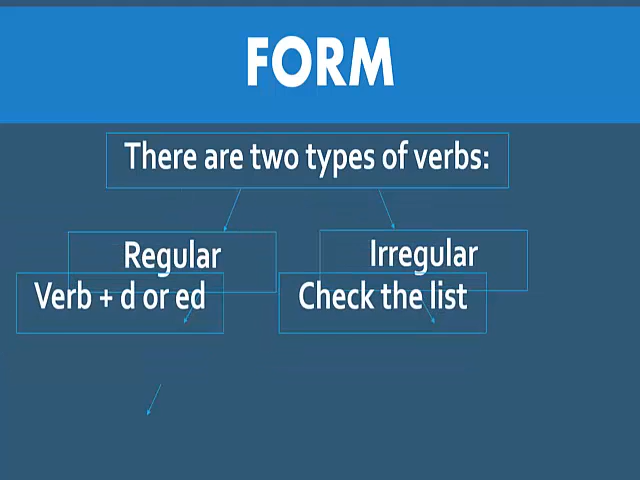 FORM
There are two types of verbs:
Regular
Irregular
Verb + d or ed
Check the list